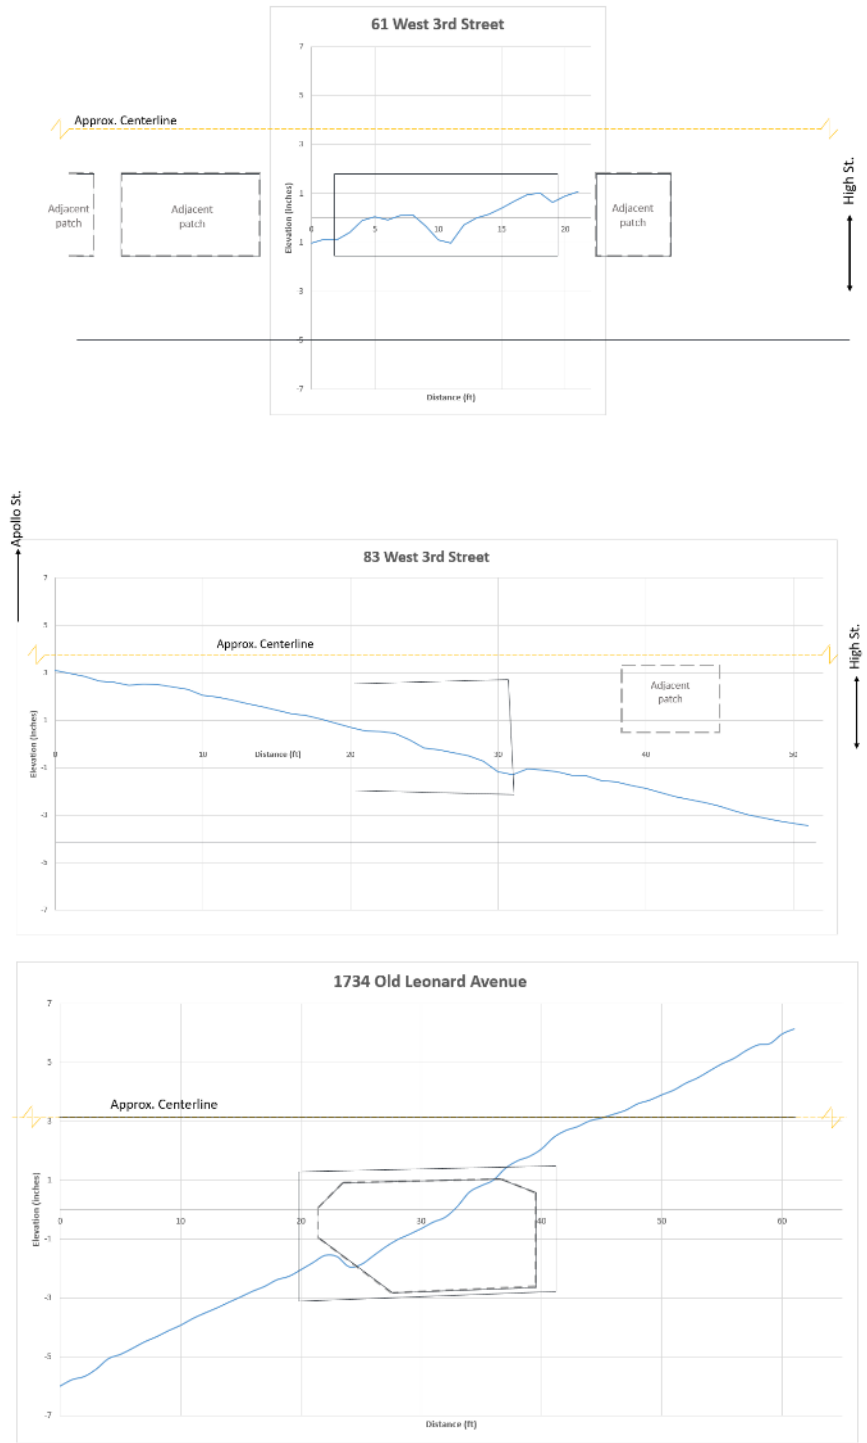 61 West 3rd Street
7
5
Approx. Centerline
3
High St.
Adjacent
patch
Adjacent
patch
Adjacent
patch
1
Elevation (inches)
0
5
10
15
20
1
3
-5
-7
Distance (ft)
Apollo St.
83 West 3rd Street
7
5
Approx. Centerline
High St.
3
Adjacent
patch
1
Elevation (inches)
0
10
Distance (ft)
20
30
40
50
-1
-3
-5
-7
1734 Old Leonard Avenue
7
5
Approx. Centerline
3
1
Elevation (inches)
0
10
20
30
40
50
60
-1
-3
-5
-7
Distance (ft)